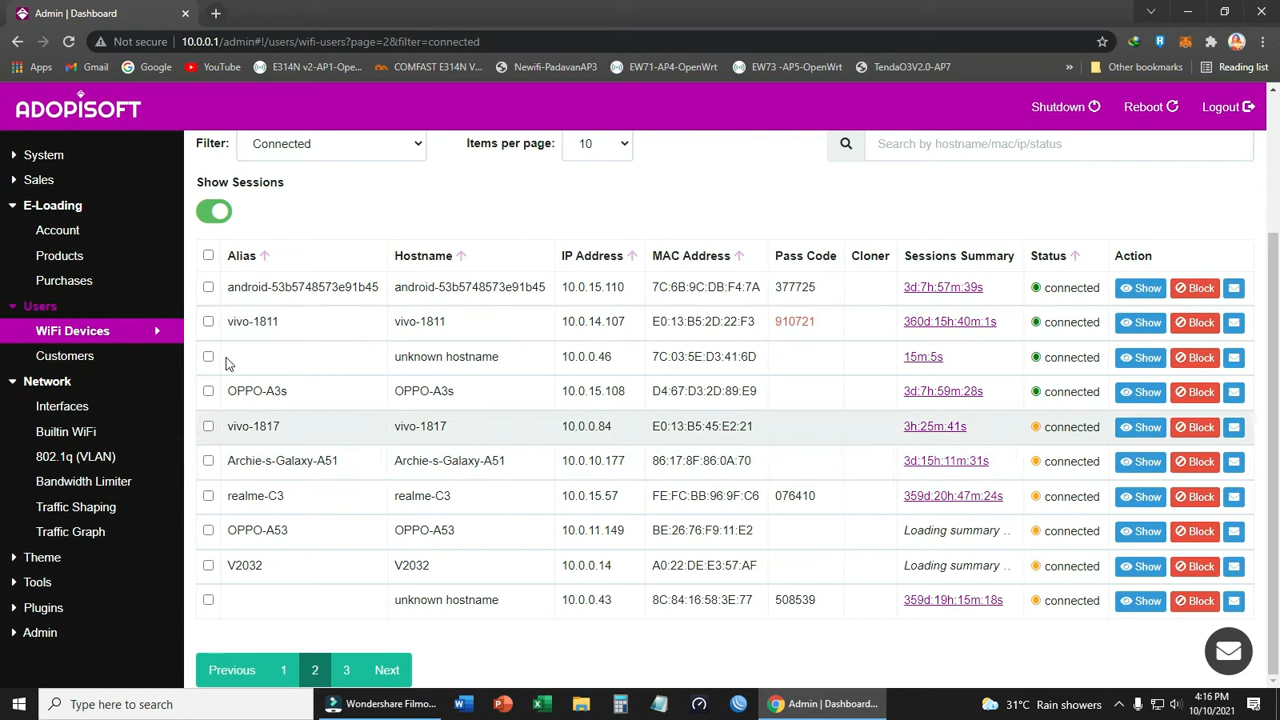 Admin | Dashboard
Not secure 10.0.0.1/admin#!/users/wifi-users?page=2&filter=connected
Apps Gmail Google YouTube E314N v2-AP1-Ope... COMFAST E314N V... Newifi-PadavanAP3 EW71-AP4-OpenWrt EW73 -AP5-OpenWrt TendaO3V2.0-AP7 » Other bookmarks Reading list
ADOPISOFT Shutdown Reboot Logout
System
Sales
E-Loading
Account
Products
Purchases
Users
WiFi Devices
Customers
Network
Interfaces
Builtin WiFi
802.1q (VLAN)
Bandwidth Limiter
Traffic Shaping
Traffic Graph
Theme
Tools
Plugins
Admin
Filter: Connected Items per page: 10 Search by hostname/mac/ip/status
Show Sessions
Alias Hostname IP Address MAC Address Pass Code Cloner Sessions Summary Status Action
android-53b5748573e91b45 android-53b5748573e91b45 10.0.15.110 7C:6B:9C:DB:F4:7A 377725 3d:7h:57m:39s connected Show Block
vivo-1811 vivo-1811 10.0.14.107 E0:13:B5:2D:22:F3 910721 360d:15h:40m:1s connected Show Block
unknown hostname 10.0.0.46 7C:03:5E:D3:41:6D 15m:5s connected Show Block
OPPO-A3s OPPO-A3s 10.0.15.108 D4:67:D3:2D:89:E9 3d:7h:59m:28s connected Show Block
vivo-1817 vivo-1817 10.0.0.84 E0:13:B5:45:E2:21 3h:25m:41s connected Show Block
Archie-s-Galaxy-A51 Archie-s-Galaxy-A51 10.0.10.177 86:17:8F:86:0A:70 3d:15h:11m:31s connected Show Block
realme-C3 realme-C3 10.0.15.57 FE:FC:BB:96:9F:C6 076410 359d:20h:47m:24s connected Show Block
OPPO-A53 OPPO-A53 10.0.11.149 BE:26:76:F9:11:E2 Loading summary .. connected Show Block
V2032 V2032 10.0.0.14 A0:22:DE:E3:57:AF Loading summary .. connected Show Block
unknown hostname 10.0.0.43 8C:84:16:58:3E:77 508539 359d:19h:15m:18s connected Show Block
Previous 1 2 3 Next
Type here to search Wondershare Filmo... Admin | Dashboard... 31°C Rain showers 4:16 PM
10/10/2021